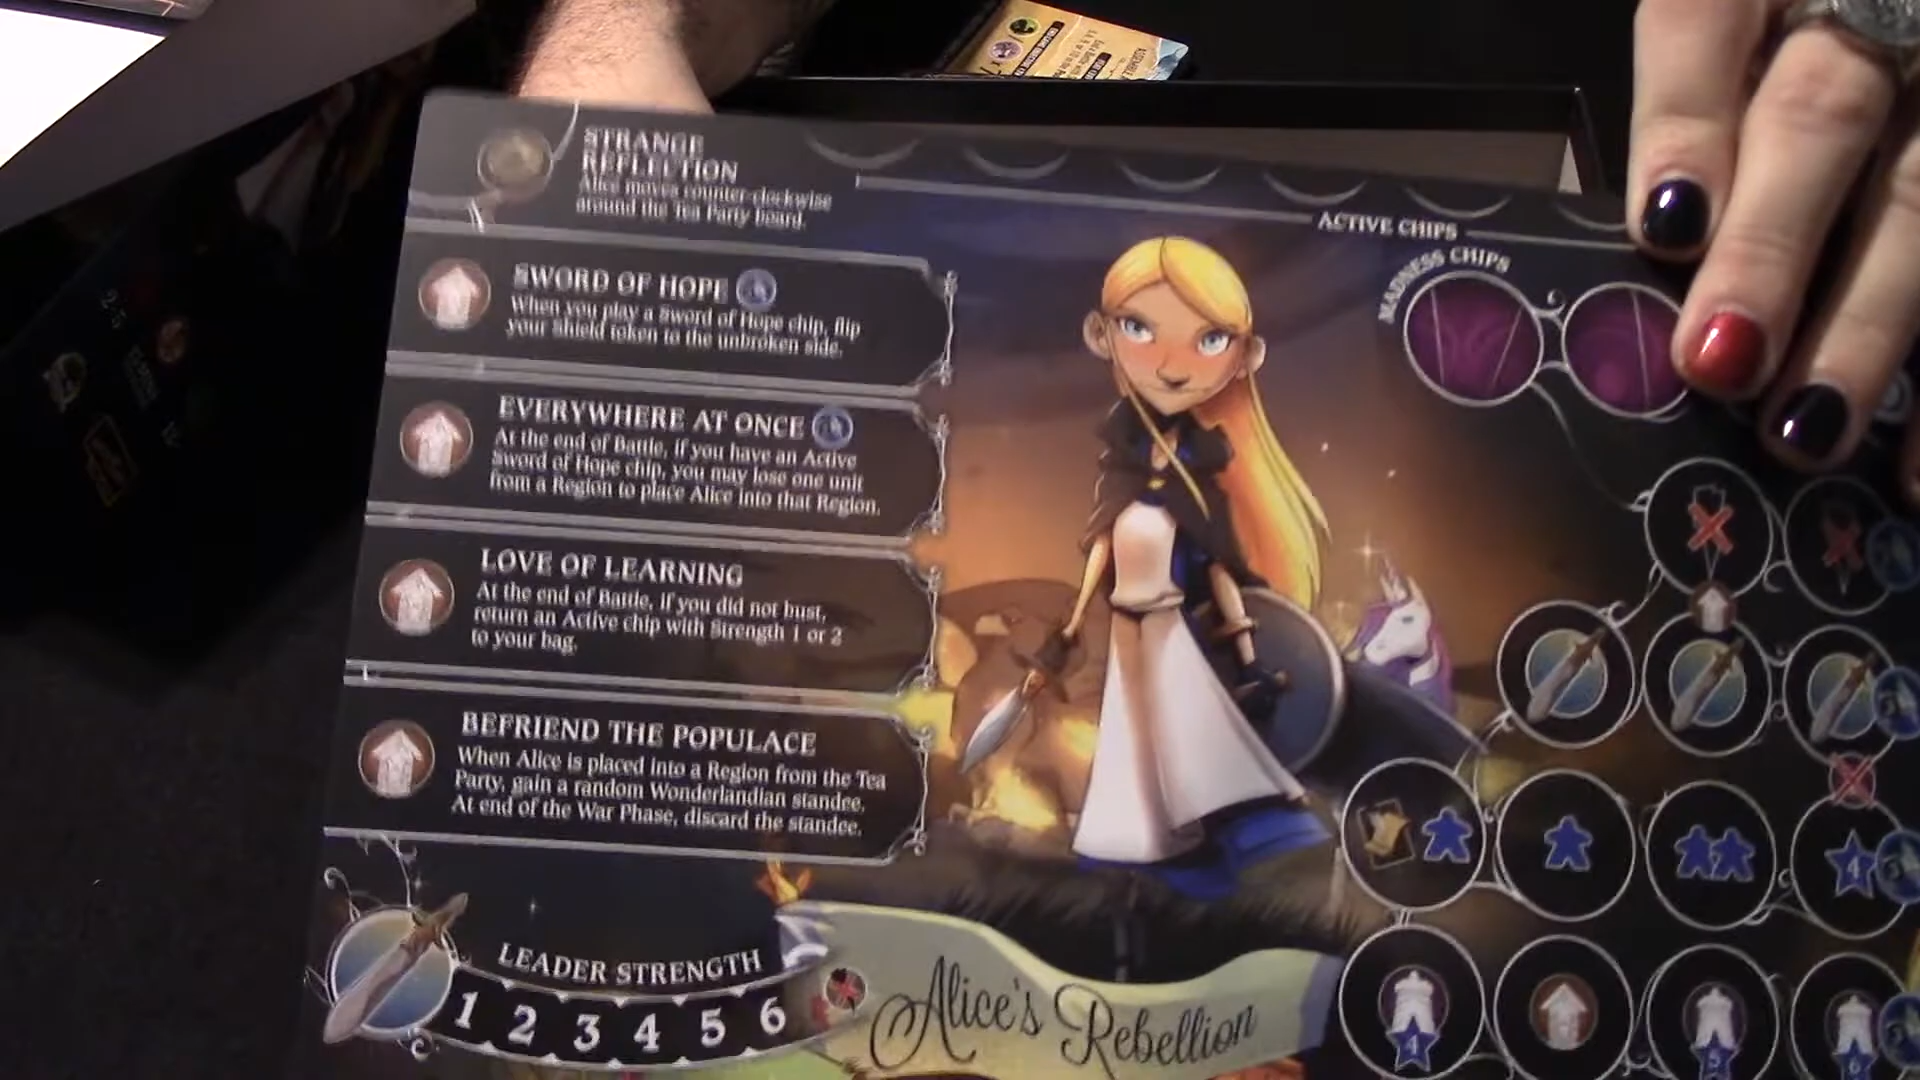 STRANGE
REFLECTION
Alice moves counter-clockwise
around the Tea Party board.
ACTIVE CHIPS
MADNESS CHIPS
SWORD OF HOPE
When you play a Sword of Hope chip, flip
your shield token to the unbroken side.
EVERYWHERE AT ONCE
At the end of Battle, if you have an Active
Sword of Hope chip, you may lose one unit
from a Region to place Alice into that Region.
LOVE OF LEARNING
At the end of Battle, if you did not bust,
return an Active chip with Strength 1 or 2
to your bag.
BEFRIEND THE POPULACE
When Alice is placed into a Region from the Tea
Party, gain a random Wonderlandian standee.
At end of the War Phase, discard the standee.
4
LEADER STRENGTH
1 2 3 4 5 6
Alice's Rebellion
4
5
6